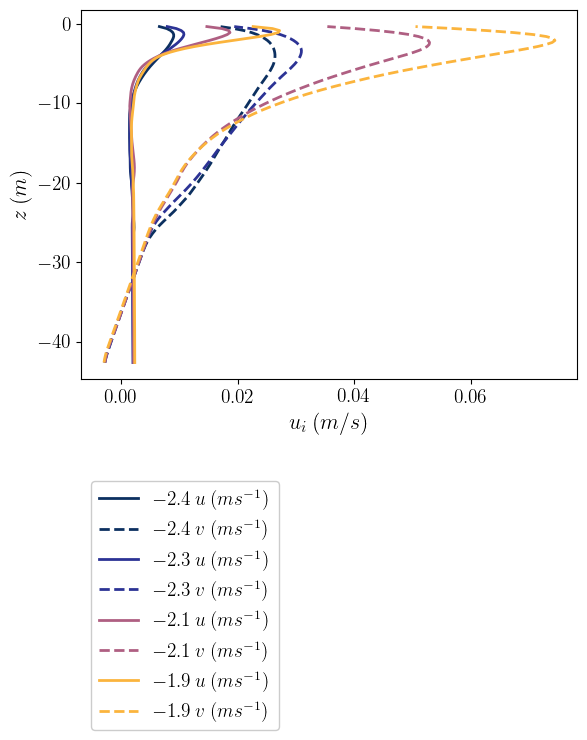 0
−10
−20
−30
−40
z (m)
0.00 0.02 0.04 0.06
u_i (m/s)
−2.4 u (ms⁻¹)
−2.4 v (ms⁻¹)
−2.3 u (ms⁻¹)
−2.3 v (ms⁻¹)
−2.1 u (ms⁻¹)
−2.1 v (ms⁻¹)
−1.9 u (ms⁻¹)
−1.9 v (ms⁻¹)